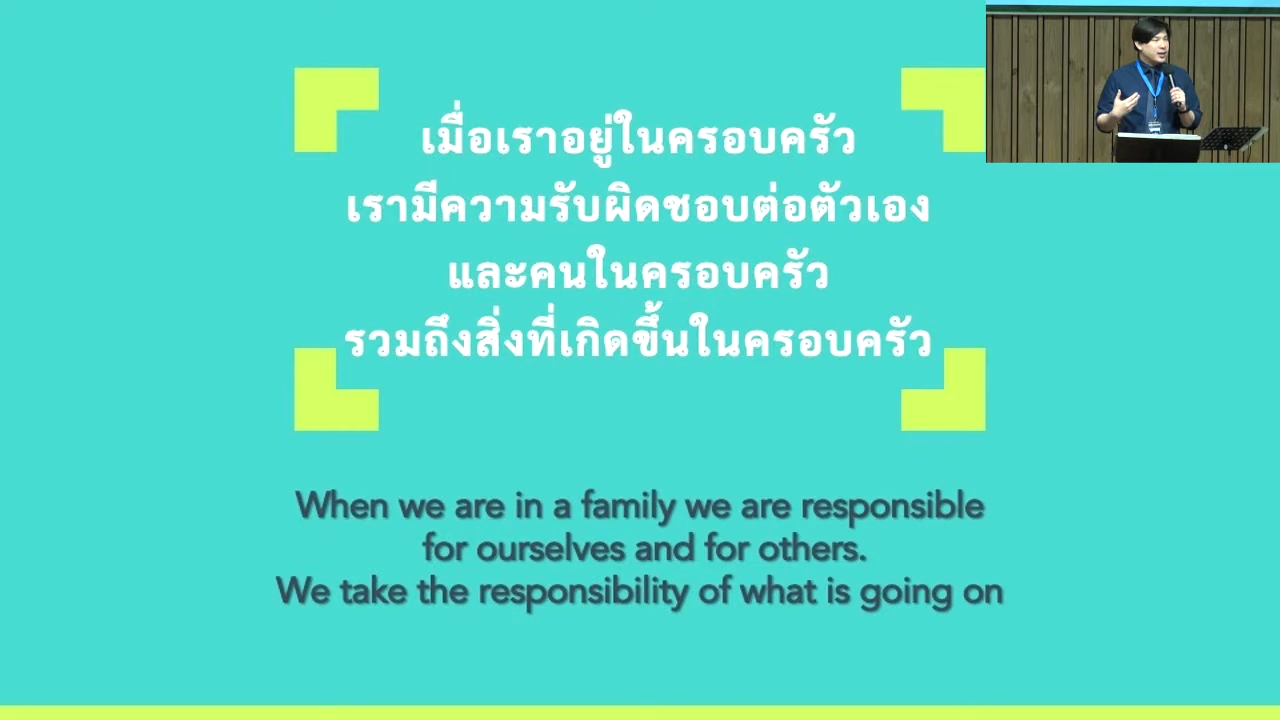 เมื่อเราอยู่ในครอบครัว
เรามีความรับผิดชอบต่อตัวเอง
และคนในครอบครัว
รวมถึงสิ่งที่เกิดขึ้นในครอบครัว
When we are in a family we are responsible
for ourselves and for others.
We take the responsibility of what is going on